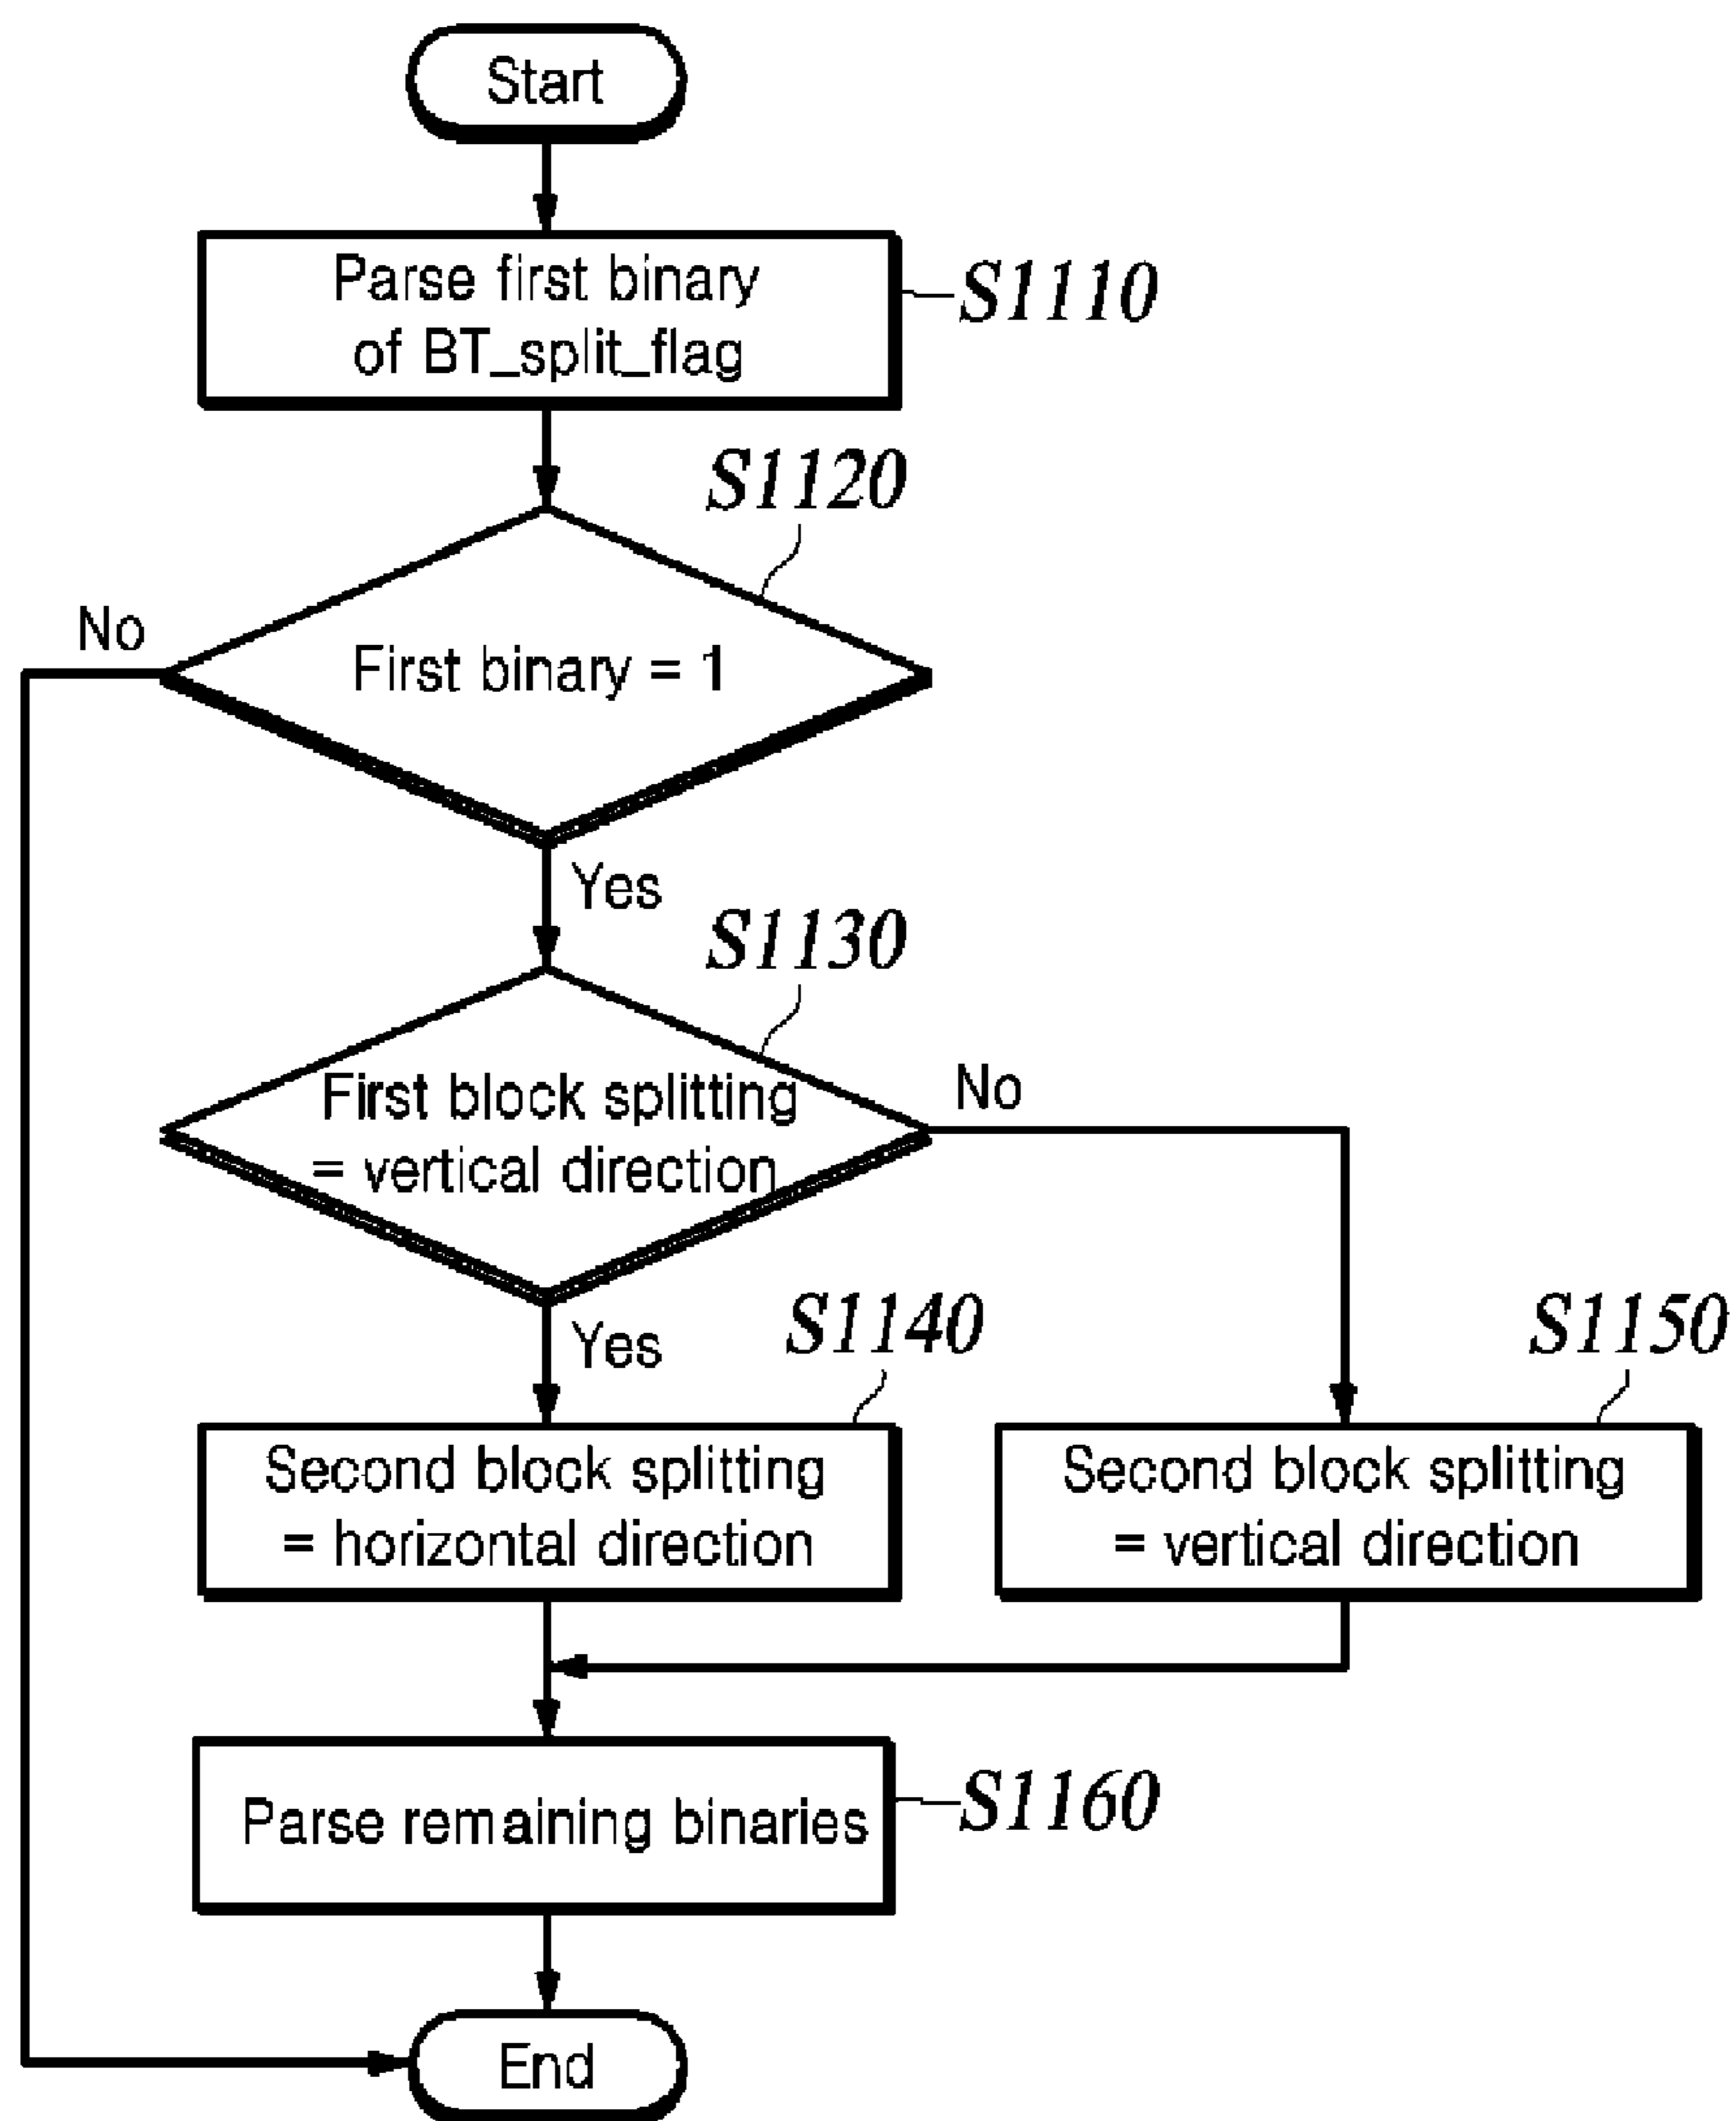 Start
Parse first binary
of BT_split_flag
S1110
S1120
No
First binary = 1
Yes
S1130
First block splitting
= vertical direction
No
Yes
S1140
S1150
Second block splitting
= horizontal direction
Second block splitting
= vertical direction
Parse remaining binaries
S1160
End